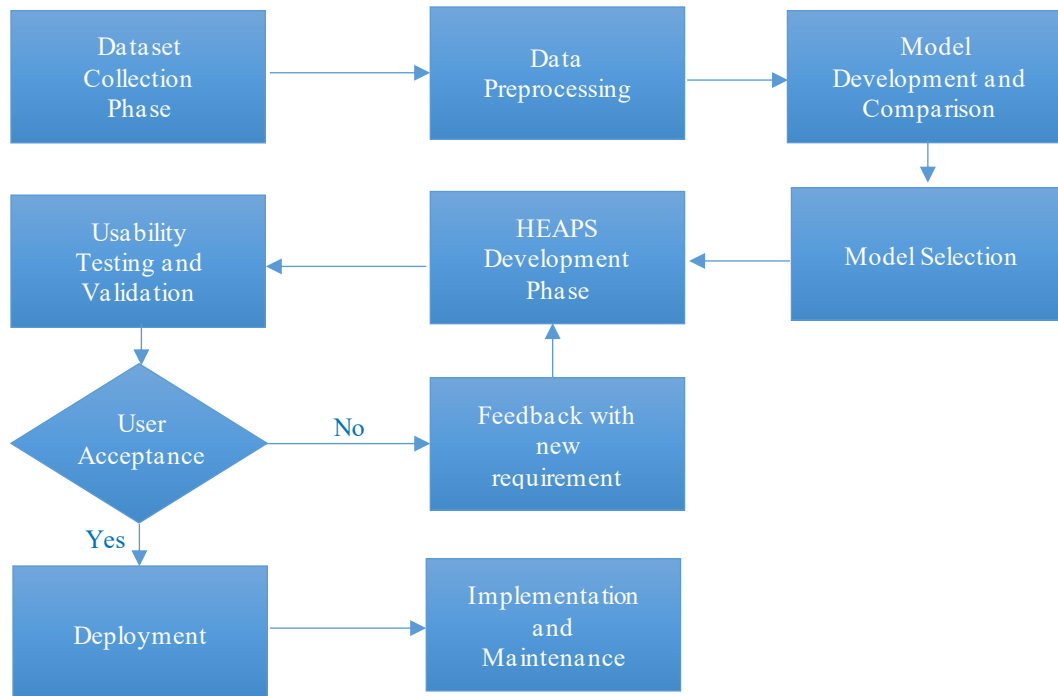 Dataset
Collection
Phase
Data
Preprocessing
Model
Development and
Comparison
Model Selection
HEAPS
Development
Phase
Usability
Testing and
Validation
User
Acceptance
No
Feedback with
new
requirement
Yes
Deployment
Implementation
and
Maintenance